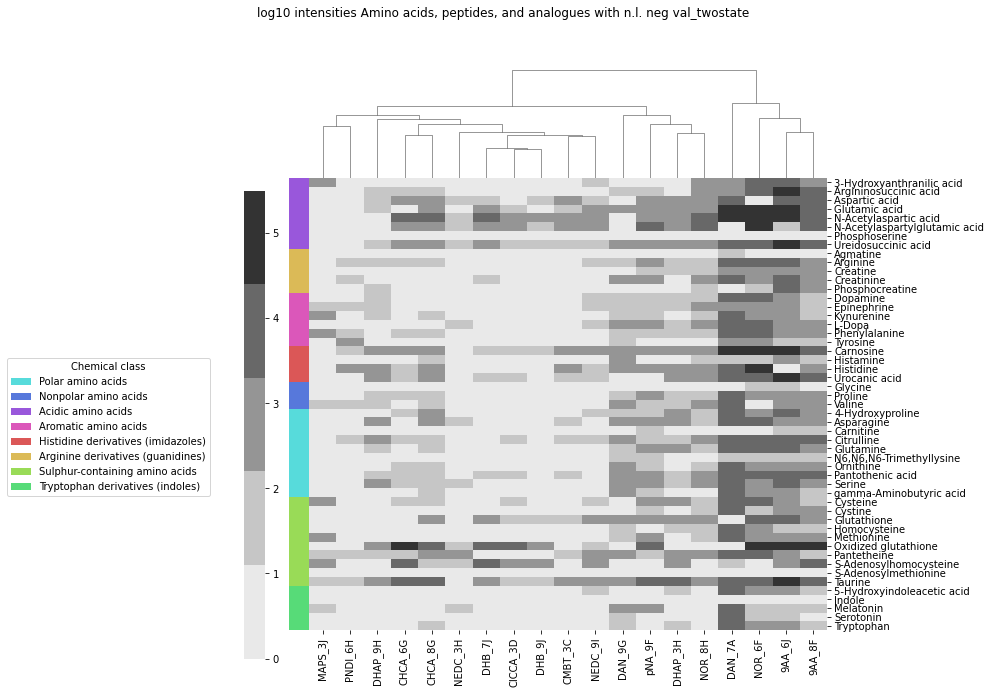 log10 intensities Amino acids, peptides, and analogues with n.l. neg val_twostate
3-Hydroxyanthranilic acid
Argininosuccinic acid
Aspartic acid
Glutamic acid
N-Acetylaspartic acid
N-Acetylaspartylglutamic acid
Phosphoserine
Ureidosuccinic acid
Agmatine
Arginine
Creatine
Creatinine
Phosphocreatine
Dopamine
Epinephrine
Kynurenine
L-Dopa
Phenylalanine
Tyrosine
Carnosine
Histamine
Histidine
Urocanic acid
Glycine
Proline
Valine
4-Hydroxyproline
Asparagine
Carnitine
Citrulline
Glutamine
N6,N6,N6-Trimethyllysine
Ornithine
Pantothenic acid
Serine
gamma-Aminobutyric acid
Cysteine
Cystine
Glutathione
Homocysteine
Methionine
Oxidized glutathione
Pantetheine
S-Adenosylhomocysteine
S-Adenosylmethionine
Taurine
5-Hydroxyindoleacetic acid
Indole
Melatonin
Serotonin
Tryptophan
5
4
3
2
1
0
Chemical class
Polar amino acids
Nonpolar amino acids
Acidic amino acids
Aromatic amino acids
Histidine derivatives (imidazoles)
Arginine derivatives (guanidines)
Sulphur-containing amino acids
Tryptophan derivatives (indoles)
MAPS_3J
PNDI_6H
DHAP_9H
CHCA_6G
CHCA_8G
NEDC_3H
DHB_7J
CICCA_3D
DHB_9J
CMBT_3C
NEDC_9I
DAN_9G
pNA_9F
DHAP_3H
NOR_8H
DAN_7A
NOR_6F
9AA_6J
9AA_8F